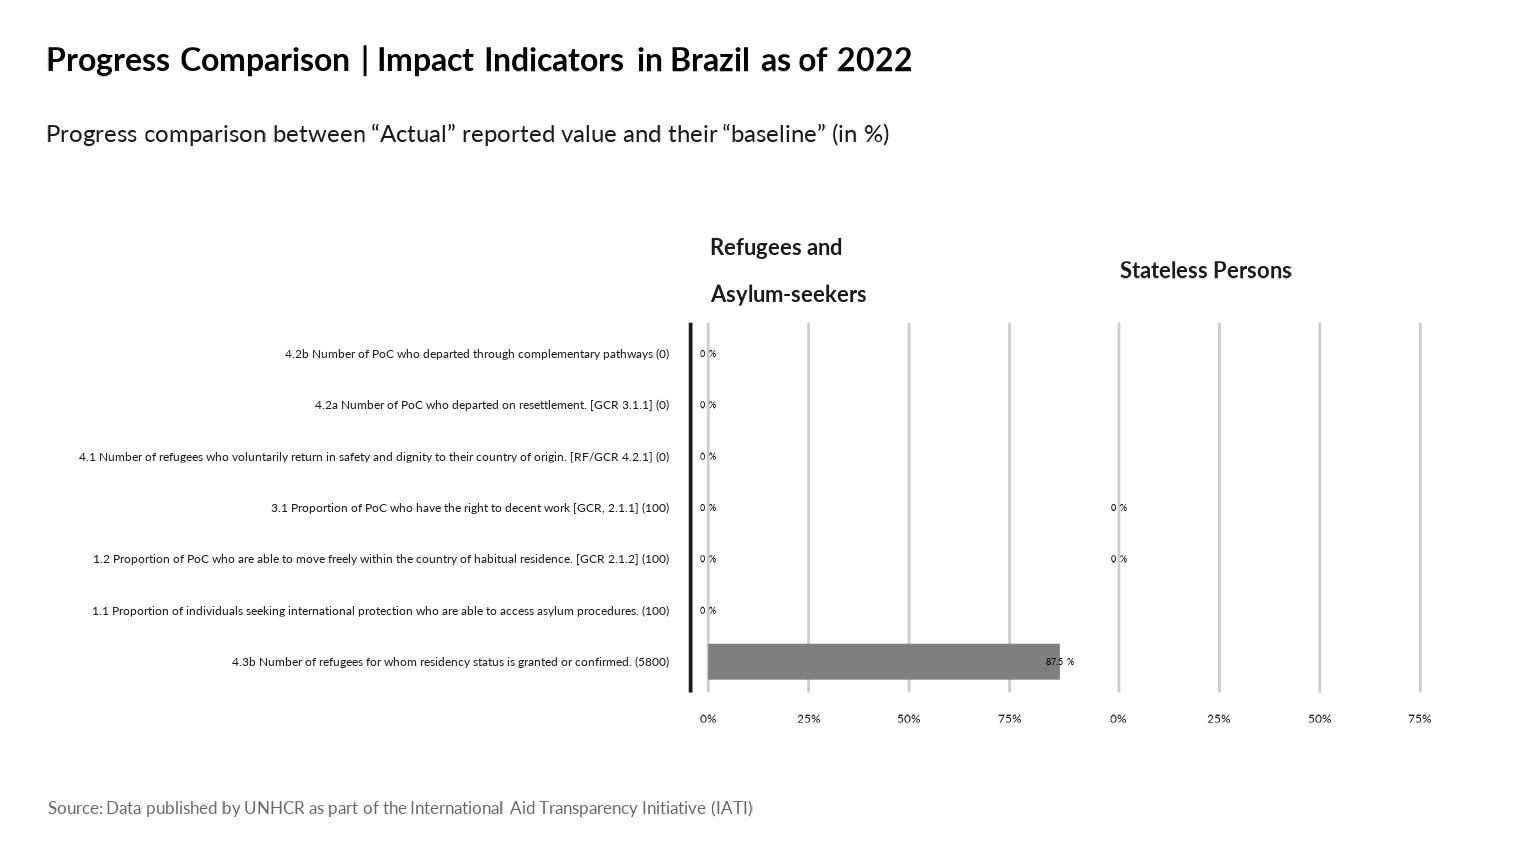 Progress Comparison | Impact Indicators in Brazil as of 2022
Progress comparison between “Actual” reported value and their “baseline” (in %)
Refugees and
Asylum-seekers
Stateless Persons
4.2b Number of PoC who departed through complementary pathways (0)
0 %
4.2a Number of PoC who departed on resettlement. [GCR 3.1.1] (0)
0 %
4.1 Number of refugees who voluntarily return in safety and dignity to their country of origin. [RF/GCR 4.2.1] (0)
0 %
3.1 Proportion of PoC who have the right to decent work [GCR, 2.1.1] (100)
0 %
0 %
1.2 Proportion of PoC who are able to move freely within the country of habitual residence. [GCR 2.1.2] (100)
0 %
0 %
1.1 Proportion of individuals seeking international protection who are able to access asylum procedures. (100)
0 %
4.3b Number of refugees for whom residency status is granted or confirmed. (5800)
87.5 %
0% 25% 50% 75% 0% 25% 50% 75%
Source: Data published by UNHCR as part of the International Aid Transparency Initiative (IATI)